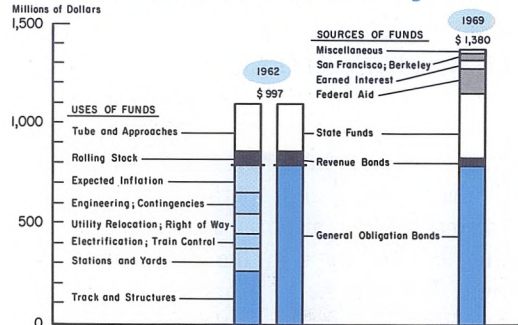 Millions of Dollars
1,500
1,000
500
0
USES OF FUNDS
Tube and Approaches
Rolling Stock
Expected Inflation
Engineering; Contingencies
Utility Relocation; Right of Way
Electrification; Train Control
Stations and Yards
Track and Structures
1962
$997
SOURCES OF FUNDS
Miscellaneous
San Francisco; Berkeley
Earned Interest
Federal Aid
State Funds
Revenue Bonds
General Obligation Bonds
1969
$1,380